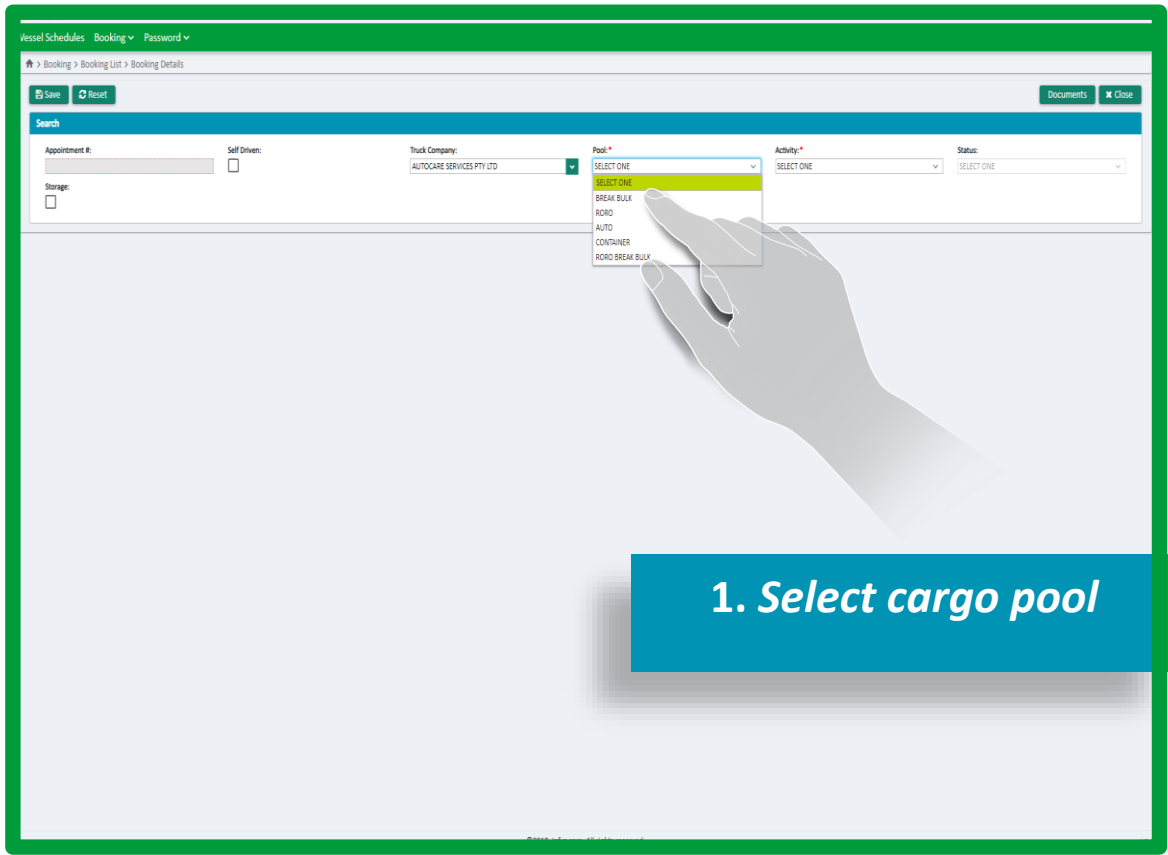 Vessel Schedules Booking Password
> Booking > Booking List > Booking Details
Save Reset Documents Close
Search
Appointment #: Self Driven: Truck Company: Pool:* Activity:* Status:
AUTOCARE SERVICES PTY LTD SELECT ONE SELECT ONE SELECT ONE
Storage:
SELECT ONE
BREAK BULK
RORO
AUTO
CONTAINER
RORO BREAK BULK
1. Select cargo pool